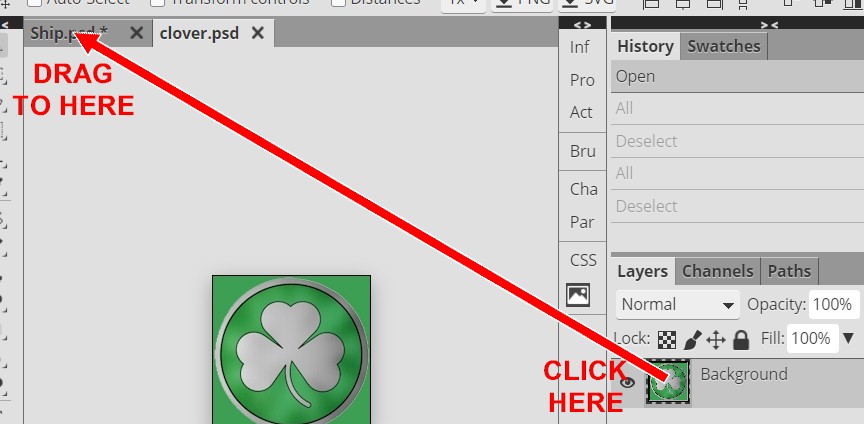 Auto Select Transform controls Distances 1x PNG SVG
Ship.psd * clover.psd
DRAG
TO HERE
Inf
Pro
Act
Bru
Cha
Par
CSS
History Swatches
Open
All
Deselect
All
Deselect
Layers Channels Paths
Normal Opacity: 100%
Lock: Fill: 100%
Background
CLICK
HERE